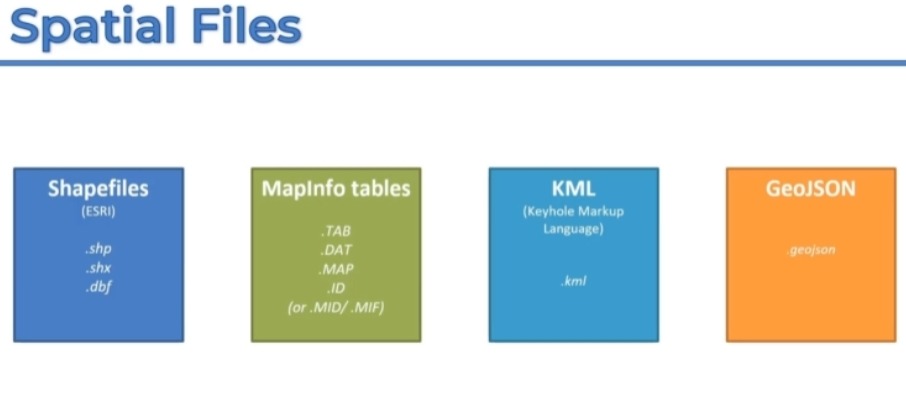 Spatial Files
Shapefiles
(ESRI)
.shp
.shx
.dbf
MapInfo tables
.TAB
.DAT
.MAP
.ID
(or .MID/ .MIF)
KML
(Keyhole Markup
Language)
.kml
GeoJSON
.geojson